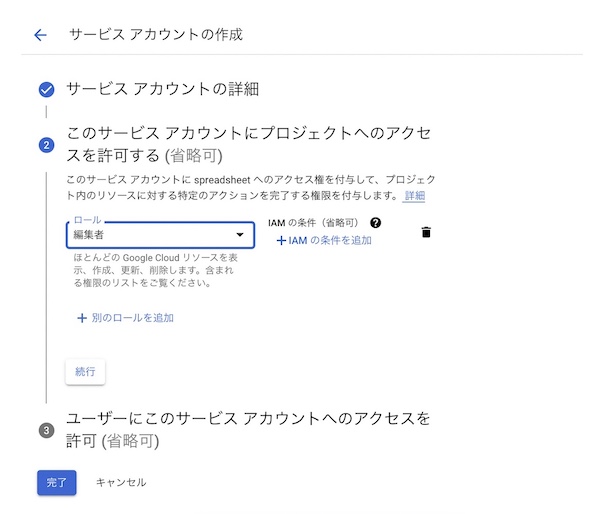 サービス アカウントの作成
サービス アカウントの詳細
2
このサービス アカウントにプロジェクトへのアクセ
スを許可する (省略可)
このサービス アカウントに spreadsheet へのアクセス権を付与して、プロジェク
ト内のリソースに対する特定のアクションを完了する権限を付与します。 詳細
ロール
編集者
IAM の条件（省略可） ?
+ IAM の条件を追加
ほとんどの Google Cloud リソースを表
示、作成、更新、削除します。含まれ
る権限のリストをご覧ください。
+ 別のロールを追加
続行
3
ユーザーにこのサービス アカウントへのアクセスを
許可 (省略可)
完了 キャンセル